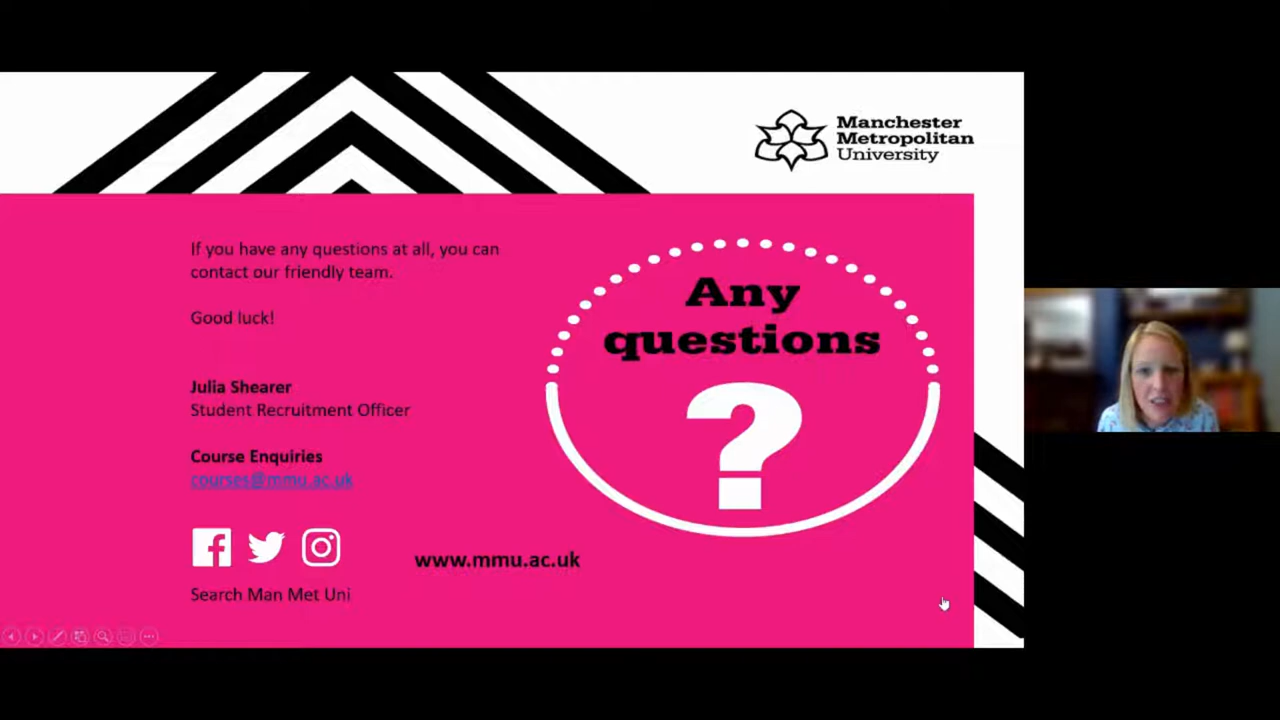 Manchester
Metropolitan
University
If you have any questions at all, you can
contact our friendly team.
Good luck!
Julia Shearer
Student Recruitment Officer
Course Enquiries
courses@mmu.ac.uk
Search Man Met Uni
www.mmu.ac.uk
Any
questions
?